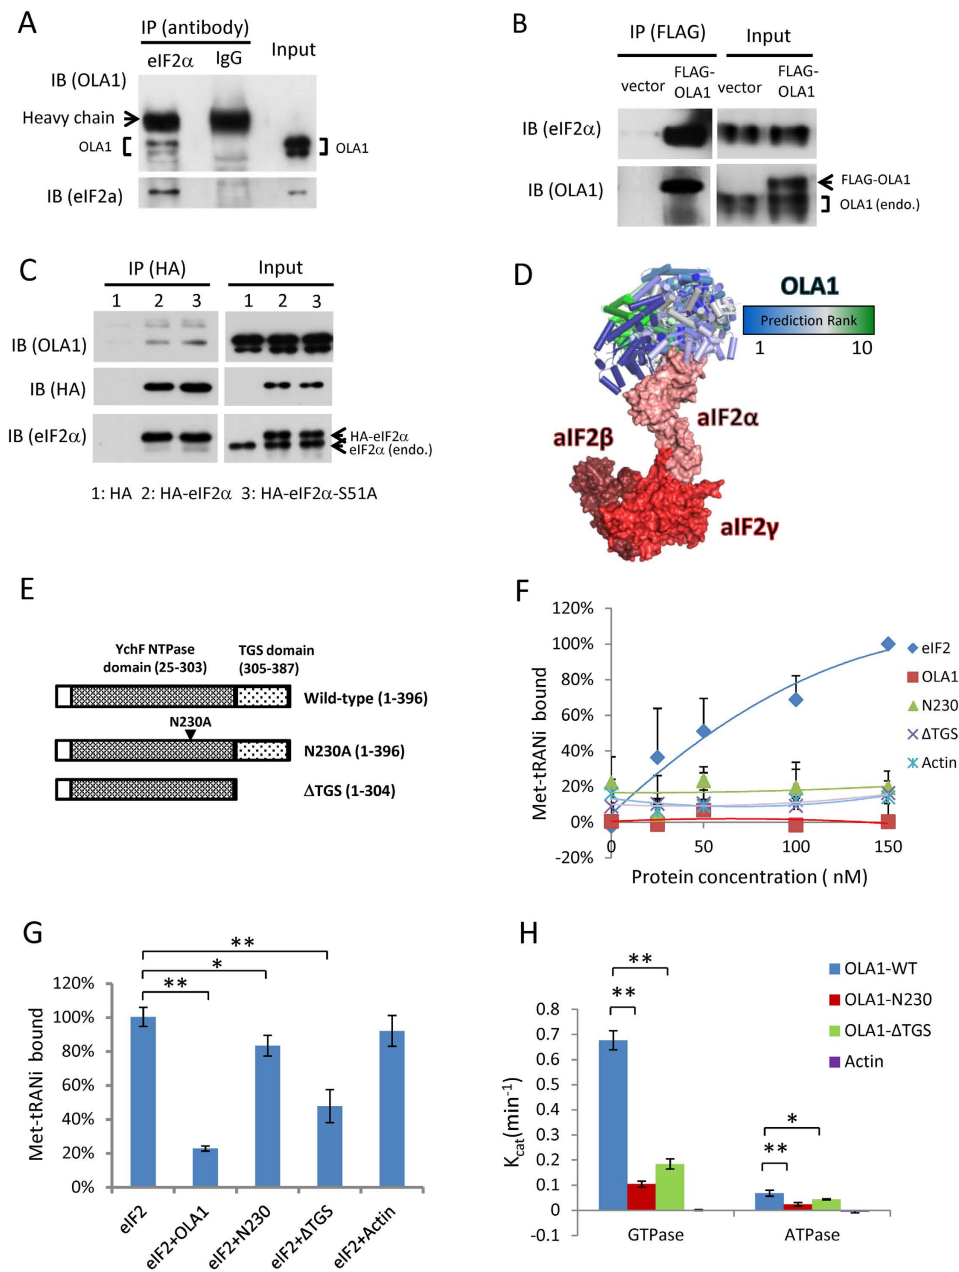 A
IP (antibody)
eIF2α IgG Input
IB (OLA1)
Heavy chain
OLA1 OLA1
IB (eIF2a)
B
IP (FLAG) Input
vector FLAG-OLA1 vector FLAG-OLA1
IB (eIF2α)
IB (OLA1)
FLAG-OLA1
OLA1 (endo.)
C
IP (HA) Input
1 2 3 1 2 3
IB (OLA1)
IB (HA)
IB (eIF2α)
HA-eIF2α
eIF2α (endo.)
1: HA 2: HA-eIF2α 3: HA-eIF2α-S51A
D
OLA1
Prediction Rank
1 10
aIF2α
aIF2β
aIF2γ
E
YchF NTPase domain (25-303)
TGS domain (305-387)
Wild-type (1-396)
N230A
N230A (1-396)
ΔTGS (1-304)
F
Met-tRANi bound
120%
100%
80%
60%
40%
20%
0%
-20%
0 50 100 150
Protein concentration ( nM)
eIF2
OLA1
N230
ΔTGS
Actin
G
Met-tRANi bound
** 
*
**
120%
100%
80%
60%
40%
20%
0%
eIF2
eIF2+OLA1
eIF2+N230
eIF2+ΔTGS
eIF2+Actin
H
Kcat(min-1)
0.8
0.7
0.6
0.5
0.4
0.3
0.2
0.1
0
-0.1
**
**
*
**
GTPase ATPase
OLA1-WT
OLA1-N230
OLA1-ΔTGS
Actin